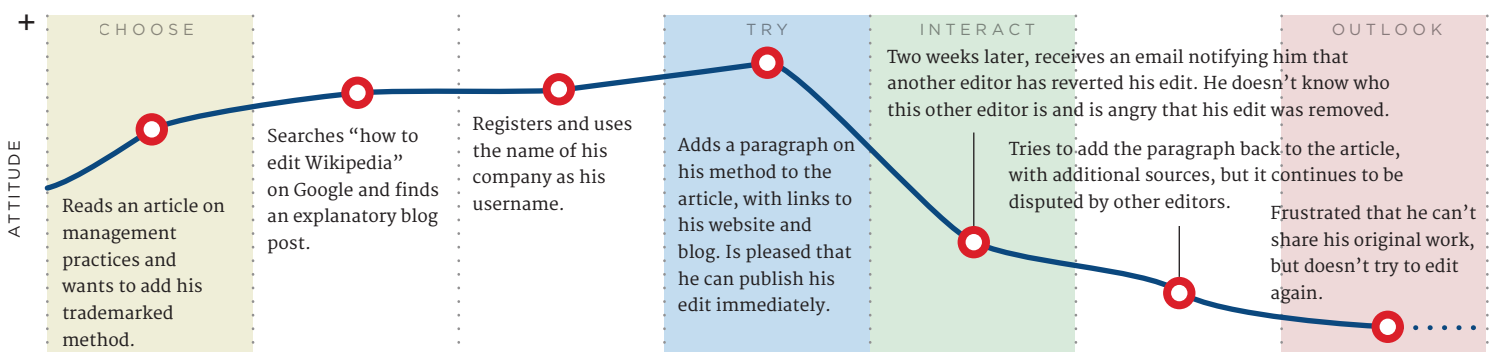 +
ATTITUDE
CHOOSE
Reads an article on
management
practices and
wants to add his
trademarked
method.
Searches “how to
edit Wikipedia”
on Google and finds
an explanatory blog
post.
Registers and uses
the name of his
company as his
username.
TRY
Adds a paragraph on
his method to the
article, with links to
his website and
blog. Is pleased that
he can publish his
edit immediately.
INTERACT
Two weeks later, receives an email notifying him that
another editor has reverted his edit. He doesn’t know who
this other editor is and is angry that his edit was removed.
Tries to add the paragraph back to the article,
with additional sources, but it continues to be
disputed by other editors.
OUTLOOK
Frustrated that he can’t
share his original work,
but doesn’t try to edit
again.